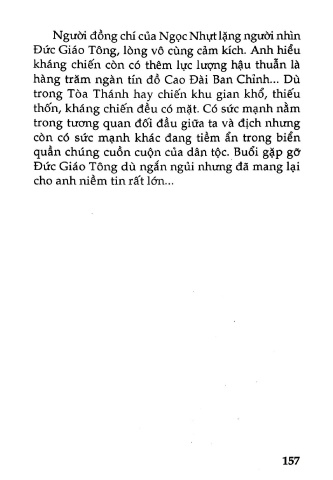 Người đồng chí của Ngọc Nhựt lặng người nhìn
Đức Giáo Tông, lòng vô cùng cảm kích. Anh hiểu
kháng chiến còn có thêm lực lượng hậu thuẫn là
hàng trăm ngàn tín đồ Cao Đài Ban Chỉnh... Dù
trong Tòa Thánh hay chiến khu gian khổ, thiếu
thốn, kháng chiến đều có mặt. Có sức mạnh nằm
trong tương quan đối đầu giữa ta và địch nhưng
còn có sức mạnh khác đang tiềm ẩn trong biển
quần chúng cuồn cuộn của dân tộc. Buổi gặp gỡ
Đức Giáo Tông dù ngắn ngủi nhưng đã mang lại
cho anh niềm tin rất lớn...
157